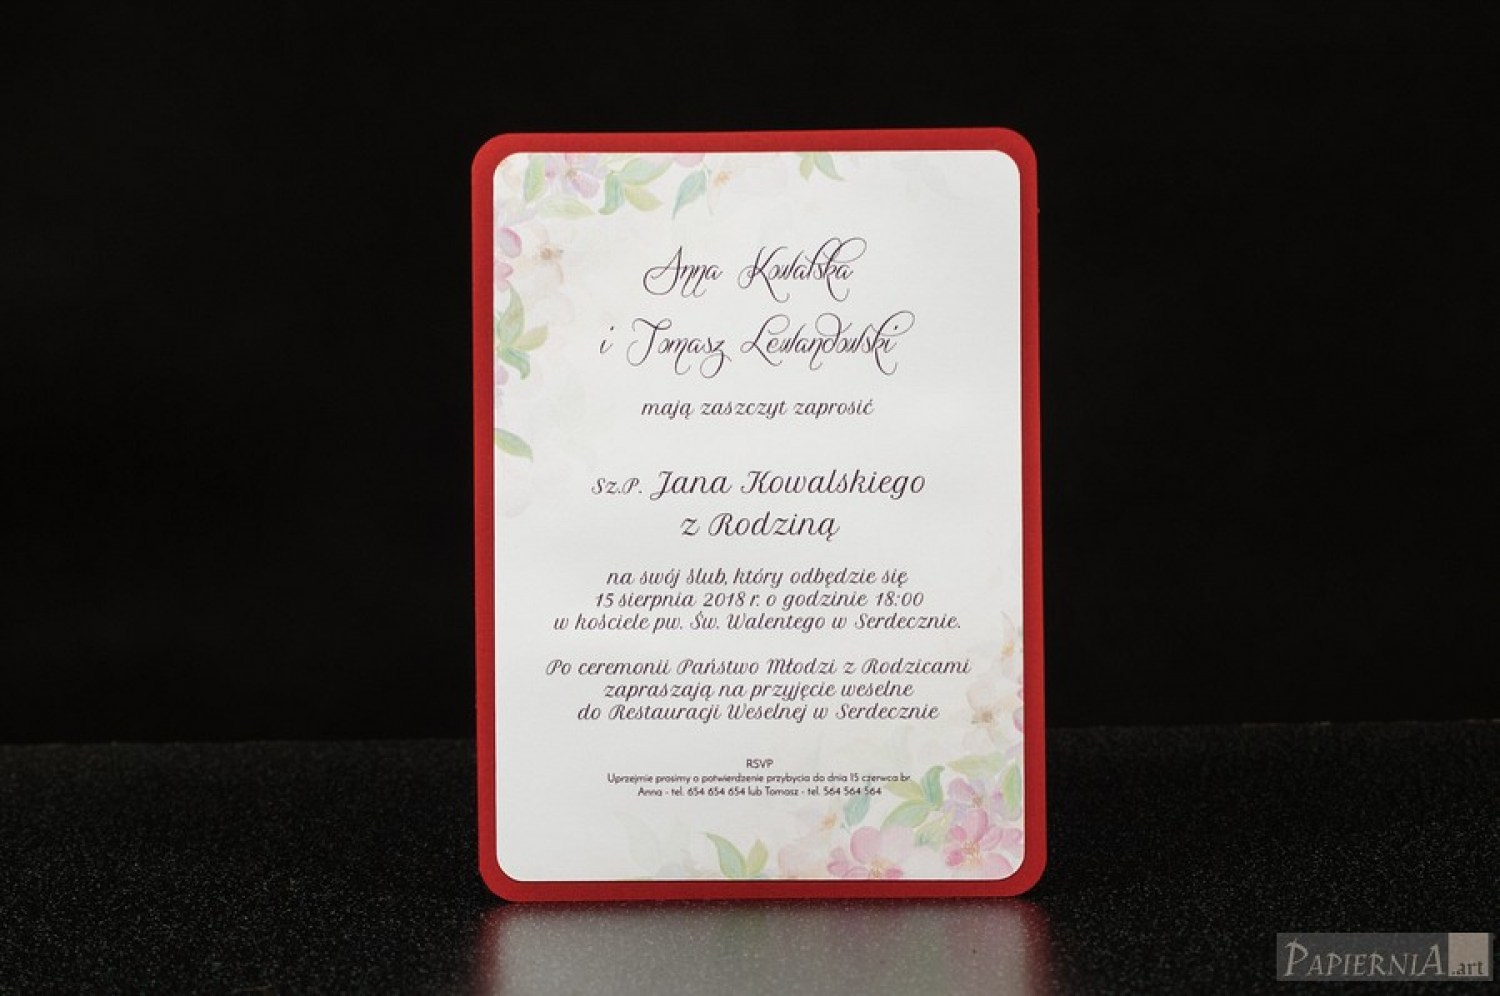 Anna Kowalska
i Tomasz Lewandowski
mają zaszczyt zaprosić
Sz.P. Jana Kowalskiego
z Rodziną
na swój ślub, który odbędzie się
15 sierpnia 2018 r. o godzinie 18:00
w kościele pw. Św. Walentego w Serdecznie.
Po ceremonii Państwo Młodzi z Rodzicami
zapraszają na przyjęcie weselne
do Restauracji Weselnej w Serdecznie
RSVP
Uprzejmie prosimy o potwierdzenie przybycia do dnia 15 czerwca br.
Anna - tel. 654 654 654 lub Tomasz - tel. 564 564 564
PAPIERNIA.art